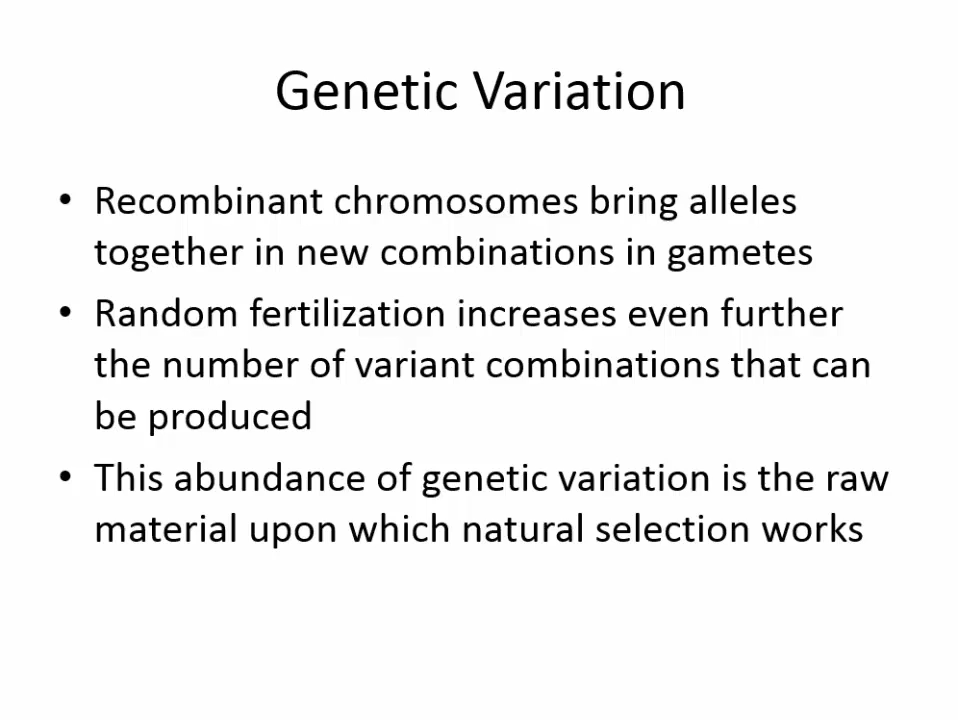 Genetic Variation
• Recombinant chromosomes bring alleles
together in new combinations in gametes
• Random fertilization increases even further
the number of variant combinations that can
be produced
• This abundance of genetic variation is the raw
material upon which natural selection works